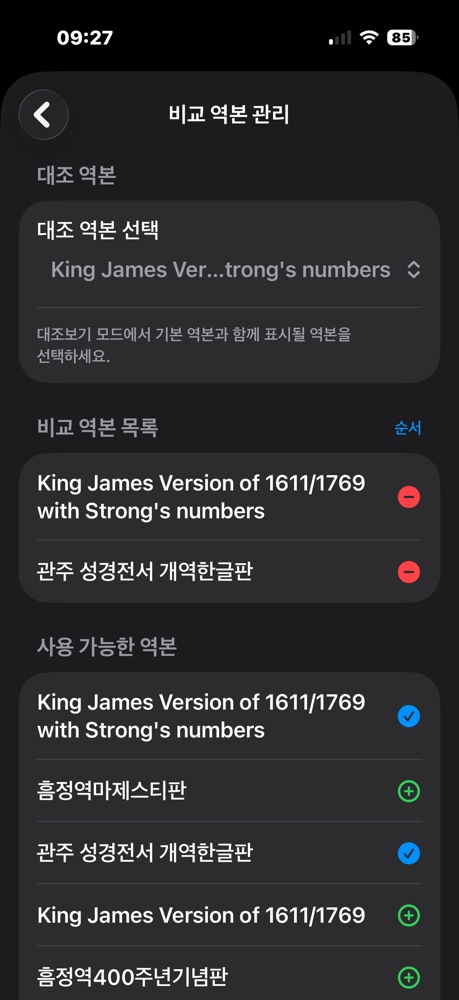 09:27
85
비교 역본 관리
대조 역본
대조 역본 선택
King James Ver...trong's numbers
대조보기 모드에서 기본 역본과 함께 표시될 역본을
선택하세요.
비교 역본 목록
순서
King James Version of 1611/1769
with Strong's numbers
관주 성경전서 개역한글판
사용 가능한 역본
King James Version of 1611/1769
with Strong's numbers
흠정역마제스티판
관주 성경전서 개역한글판
King James Version of 1611/1769
흠정역400주년기념판